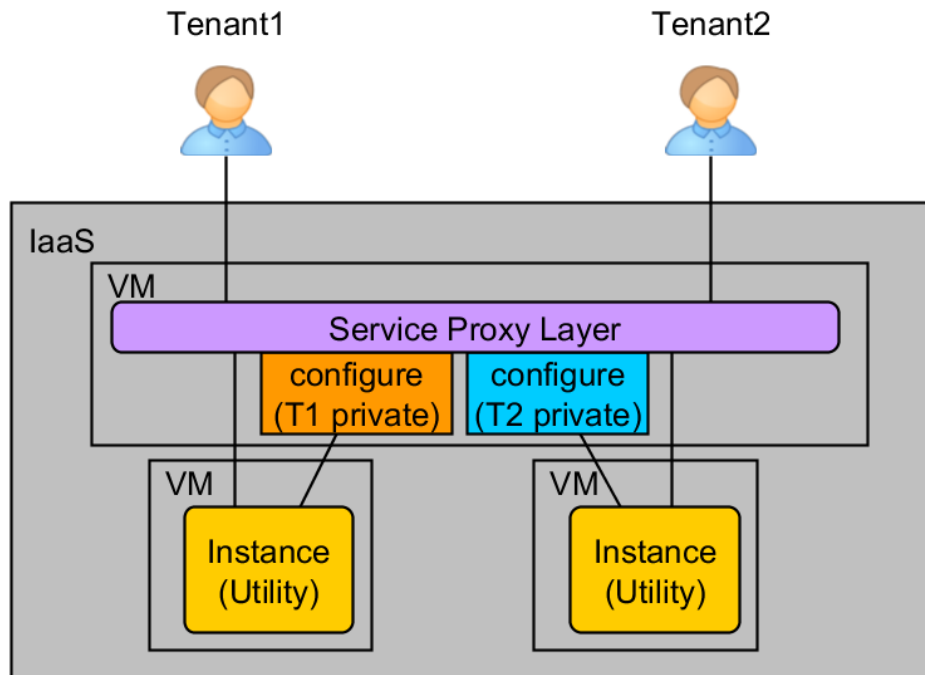 Tenant1
Tenant2
IaaS
VM
Service Proxy Layer
configure
(T1 private)
configure
(T2 private)
VM
Instance
(Utility)
VM
Instance
(Utility)